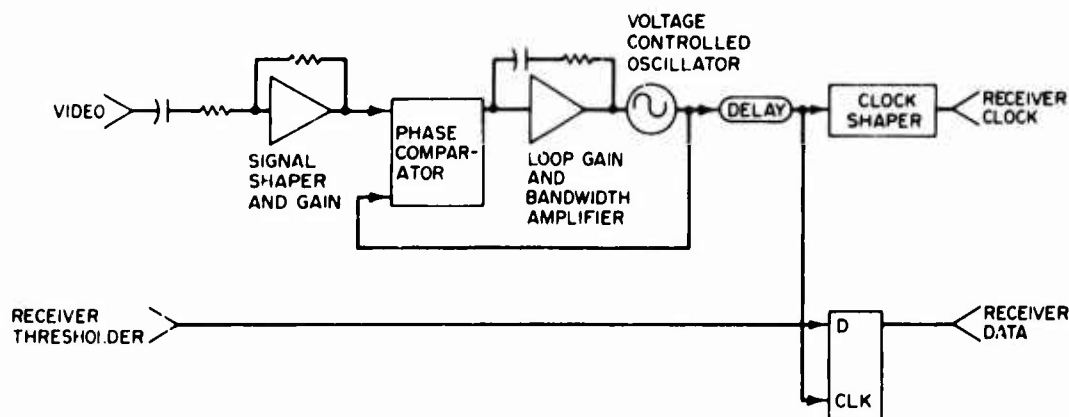 VOLTAGE
CONTROLLED
OSCILLATOR
VIDEO
PHASE
COMPAR-
ATOR
SIGNAL
SHAPER
AND GAIN
LOOP GAIN
AND
BANDWIDTH
AMPLIFIER
DELAY
CLOCK
SHAPER
RECEIVER
CLOCK
RECEIVER
THRESHOLDER
D
CLK
RECEIVER
DATA